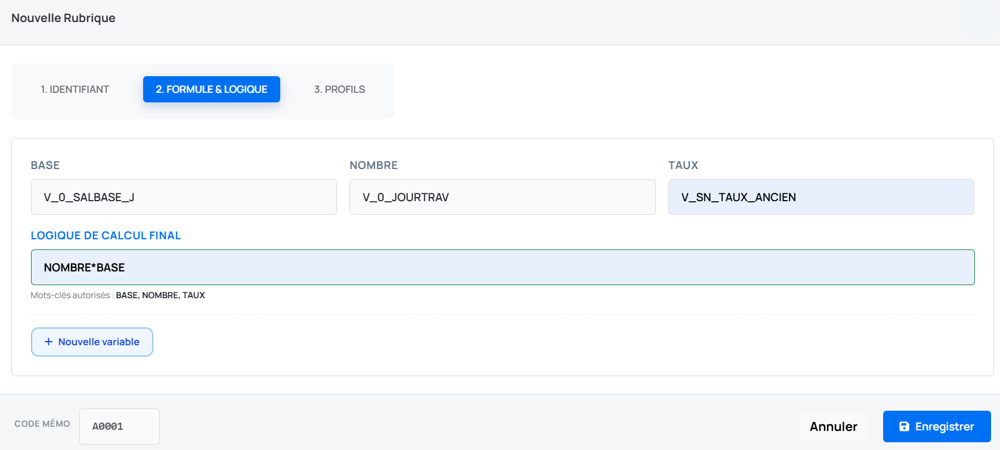 Nouvelle Rubrique
1. IDENTIFIANT
2. FORMULE & LOGIQUE
3. PROFILS
BASE
NOMBRE
TAUX
V_0_SALBASE_J
V_0_JOURTRAV
V_SN_TAUX_ANCIEN
LOGIQUE DE CALCUL FINAL
NOMBRE*BASE
Mots-clés autorisés : BASE, NOMBRE, TAUX
+ Nouvelle variable
CODE MÉMO
A0001
Annuler
Enregistrer